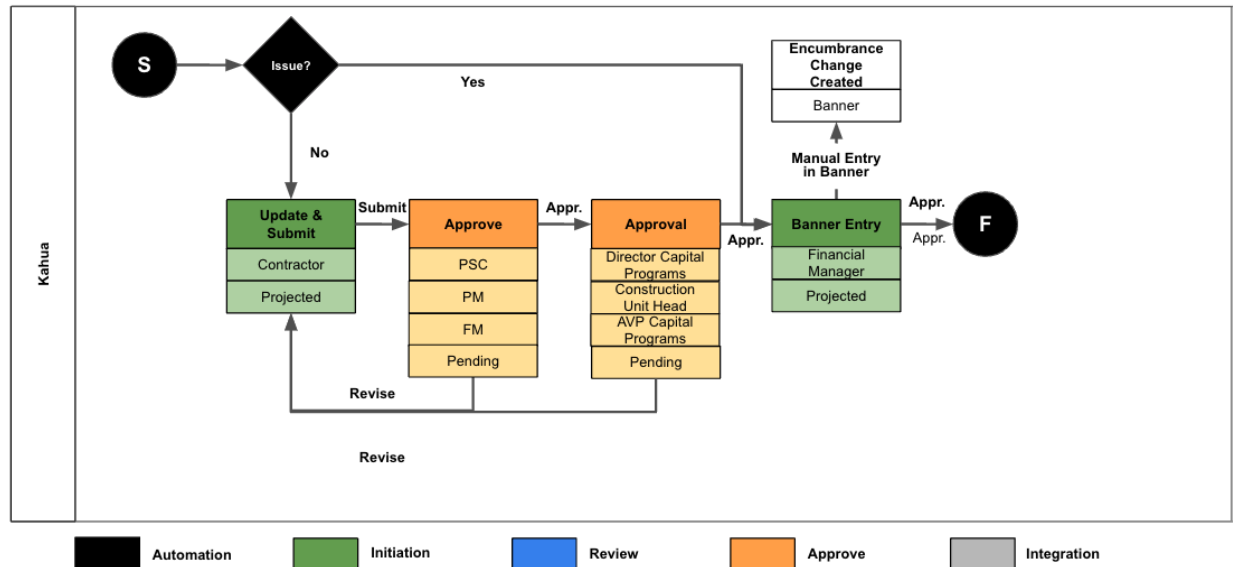 Kahua
S
Issue?
Yes
No
Encumbrance
Change
Created
Banner
Manual Entry
in Banner
Update &
Submit
Contractor
Projected
Submit
Approve
PSC
PM
FM
Pending
Appr.
Approval
Director Capital
Programs
Construction
Unit Head
AVP Capital
Programs
Pending
Appr.
Banner Entry
Financial
Manager
Projected
Appr.
Appr.
F
Revise
Revise
Automation
Initiation
Review
Approve
Integration